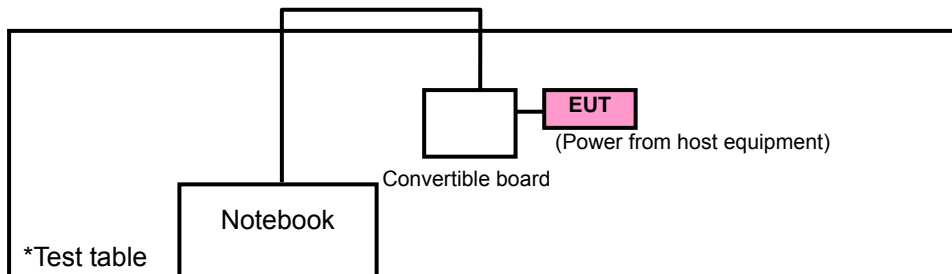 EUT
(Power from host equipment)
Convertible board
Notebook
*Test table